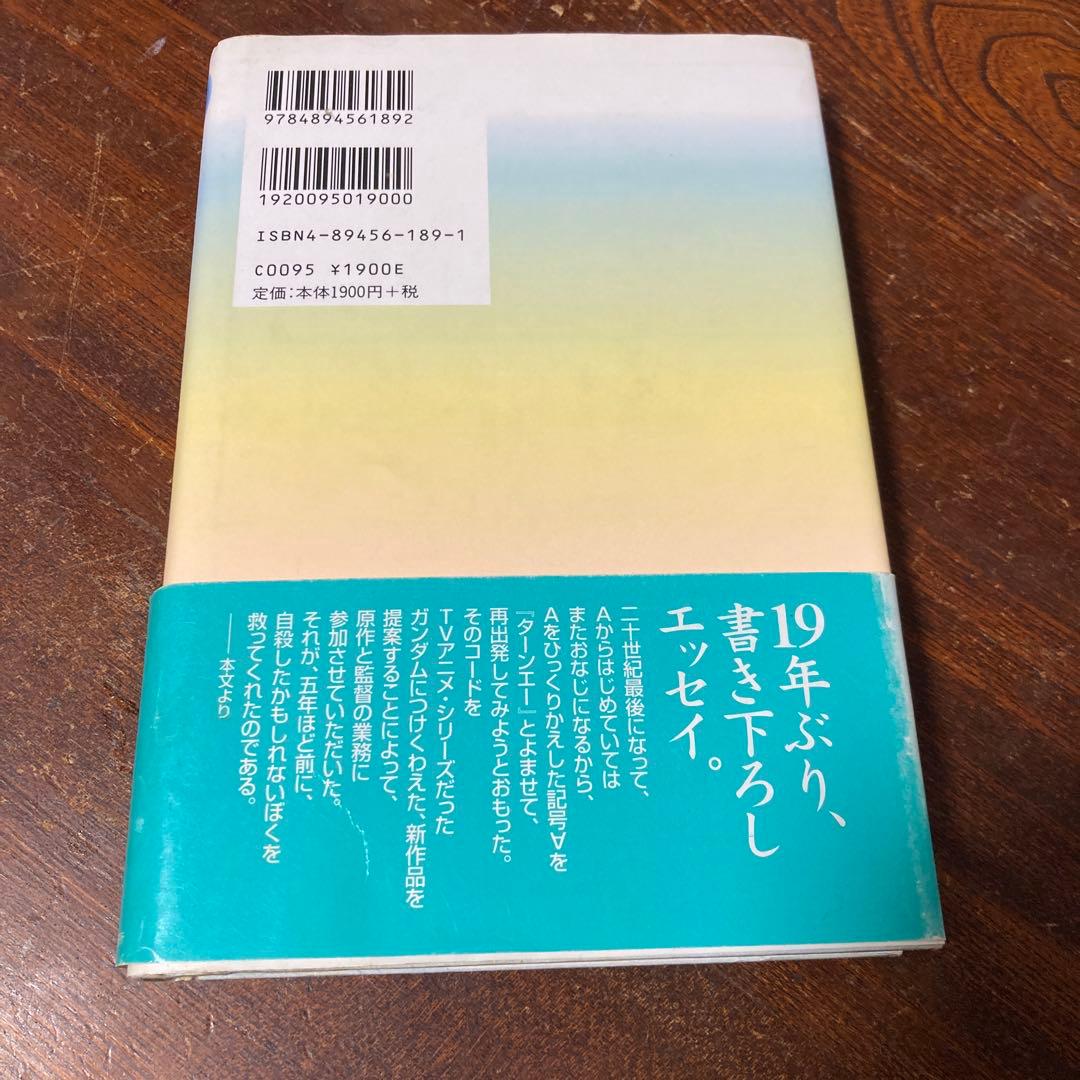 9784894561892
1920095019000
ISBN4-89456-189-1
C0095 ¥1900E
定価：本体1900円＋税
19年ぶり、
書き下ろし
エッセイ。
二十世紀最後になって、
Aからはじめていては
またおなじになるから、
Aをひっくりかえした記号∀を
『ターンエー』とよませて、
再出発してみようとおもった。
そのコードを
TVアニメ・シリーズだった
ガンダムにつけくわえた、新作品を
提案することによって、
原作と監督の業務に
参加させていただいた。
それが、五年ほど前に、
自殺したかもしれないぼくを
救ってくれたのである。
――本文より